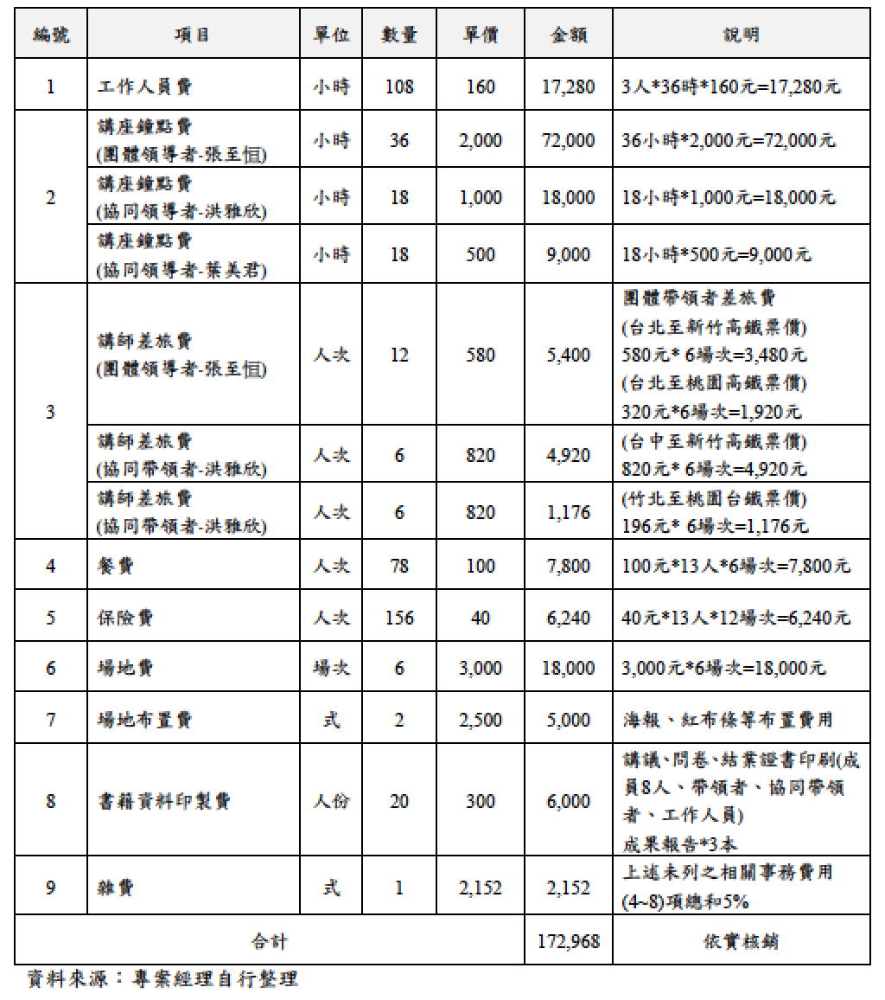 編號 項目 單位 數量 單價 金額 說明
1 工作人員費 小時 108 160 17,280 3人*36時*160元=17,280元
2
講座鐘點費
(團體領導者-張至恒) 小時 36 2,000 72,000 36小時*2,000元=72,000元
講座鐘點費
(協同領導者-洪雅欣) 小時 18 1,000 18,000 18小時*1,000元=18,000元
講座鐘點費
(協同領導者-葉美君) 小時 18 500 9,000 18小時*500元=9,000元
3
講師差旅費
(團體領導者-張至恒) 人次 12 580 5,400
團體帶領者差旅費
(台北至新竹高鐵票價)
580元* 6場次=3,480元
(台北至桃園高鐵票價)
320元*6場次=1,920元
講師差旅費
(協同帶領者-洪雅欣) 人次 6 820 4,920
(台中至新竹高鐵票價)
820元* 6場次=4,920元
講師差旅費
(協同帶領者-洪雅欣) 人次 6 820 1,176
(竹北至桃園台鐵票價)
196元* 6場次=1,176元
4 餐費 人次 78 100 7,800 100元*13人*6場次=7,800元
5 保險費 人次 156 40 6,240 40元*13人*12場次=6,240元
6 場地費 場次 6 3,000 18,000 3,000元*6場次=18,000元
7 場地布置費 式 2 2,500 5,000 海報、紅布條等布置費用
8 書籍資料印製費 人份 20 300 6,000
講議、問卷、結業證書印刷(成
員8人、帶領者、協同帶領
者、工作人員)
成果報告*3本
9 雜費 式 1 2,152 2,152
上述未列之相關事務費用
(4~8)項總和5%
合計 172,968 依實核銷
資料來源：專案經理自行整理